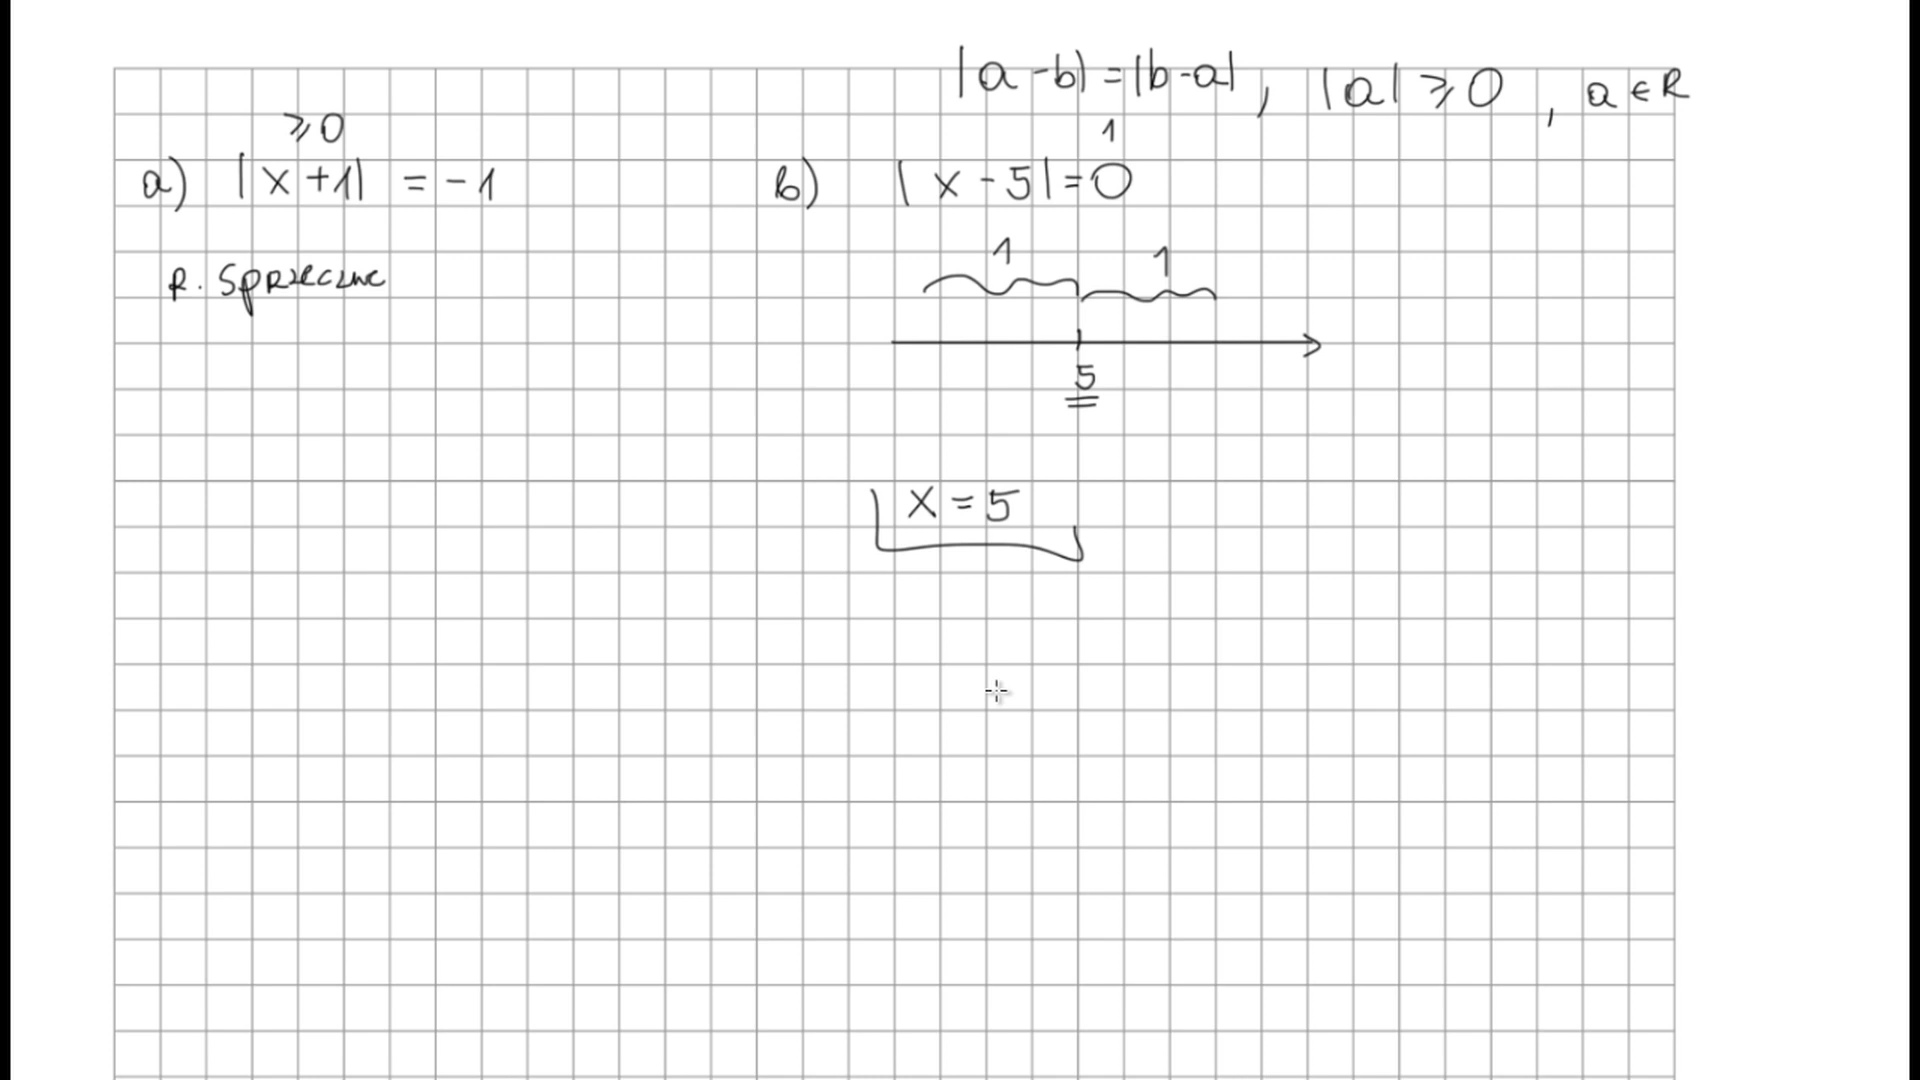 |a-b| = |b-a|, |a| ⩾ 0, a ∈ R
⩾0
a) |x+1| = -1
R. Sprzeczne
1
b) |x-5| = 0
1 1
5
x = 5